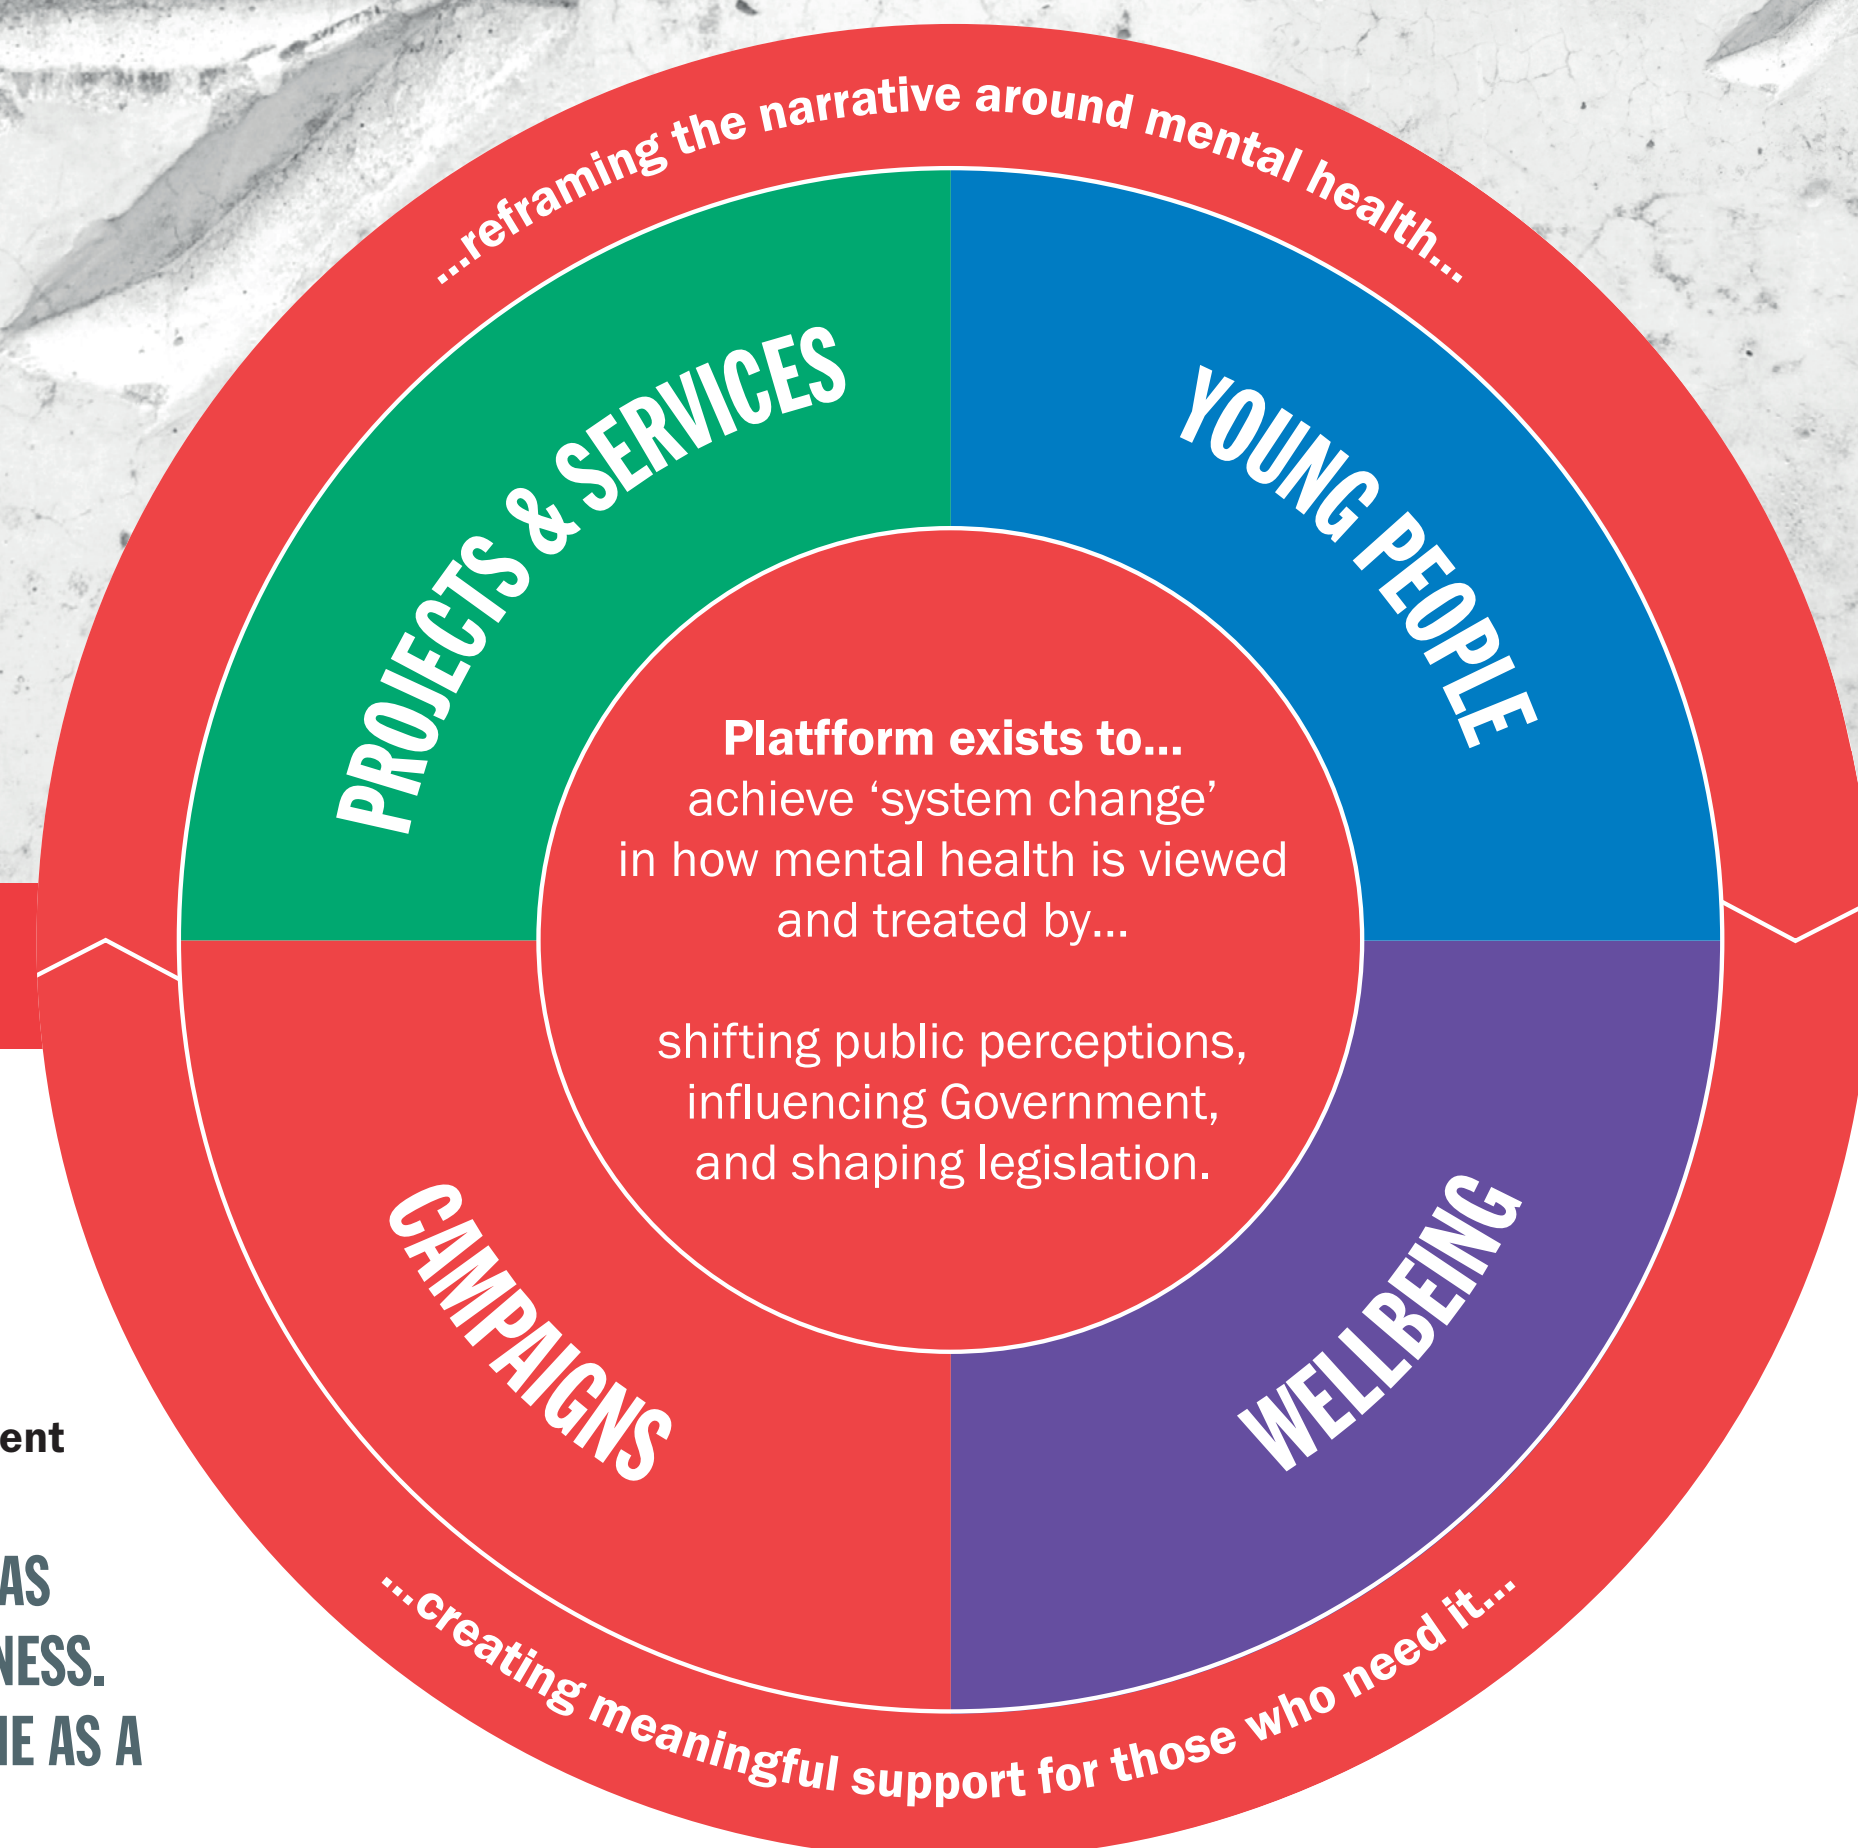 ...reframing the narrative around mental health...
PROJECTS & SERVICES
YOUNG PEOPLE
Platfform exists to...
achieve ‘system change’
in how mental health is viewed
and treated by...
shifting public perceptions,
influencing Government,
and shaping legislation.
CAMPAIGNS
WELLBEING
...creating meaningful support for those who need it...
ent
AS
NESS.
AS A